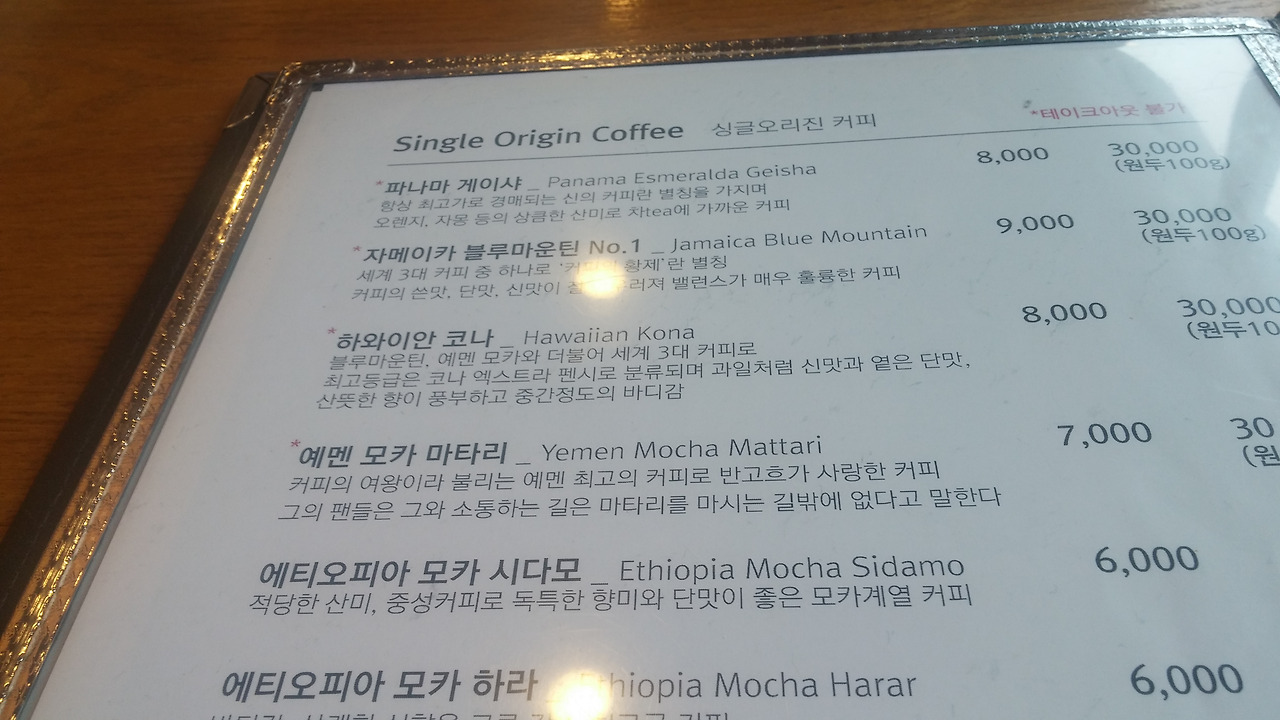 *테이크아웃 불가
Single Origin Coffee 싱글오리진 커피
*파나마 게이샤 _ Panama Esmeralda Geisha 8,000 30,000
항상 최고가로 경매되는 신의 커피란 별칭을 가지며 (원두100g)
오렌지, 자몽 등의 상큼한 산미로 차tea에 가까운 커피
*자메이카 블루마운틴 No.1 _ Jamaica Blue Mountain 9,000 30,000
세계 3대 커피 중 하나로 '커피의 황제'란 별칭 (원두100g)
커피의 쓴맛, 단맛, 신맛이 밸런스가 매우 훌륭한 커피
*하와이안 코나 _ Hawaiian Kona 8,000 30,000
블루마운틴, 예멘 모카와 더불어 세계 3대 커피로 (원두10
최고등급은 코나 엑스트라 펜시로 분류되며 과일처럼 신맛과 옅은 단맛,
산뜻한 향이 풍부하고 중간정도의 바디감
*예멘 모카 마타리 _ Yemen Mocha Mattari 7,000 30
커피의 여왕이라 불리는 예멘 최고의 커피로 반고흐가 사랑한 커피 (원
그의 팬들은 그와 소통하는 길은 마타리를 마시는 길밖에 없다고 말한다
에티오피아 모카 시다모 _ Ethiopia Mocha Sidamo 6,000
적당한 산미, 중성커피로 독특한 향미와 단맛이 좋은 모카계열 커피
에티오피아 모카 하라 _ Ethiopia Mocha Harar 6,000